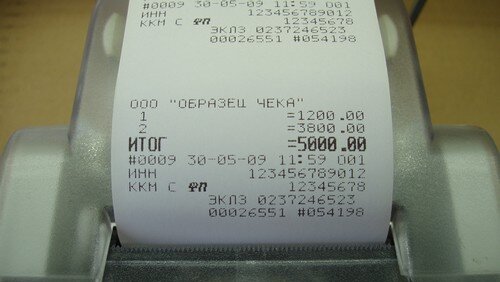 #0009 30-05-09 11:59 001
ИНН 123456789012
ККМ С ФП 12345678
ЭКЛЗ 0237246523
00026551 #054198
ООО "ОБРАЗЕЦ ЧЕКА"
1 =1200.00
2 =3800.00
ИТОГ =5000.00
#0009 30-05-09 11:59 001
ИНН 123456789012
ККМ С ФП 12345678
ЭКЛЗ 0237246523
00026551 #054198